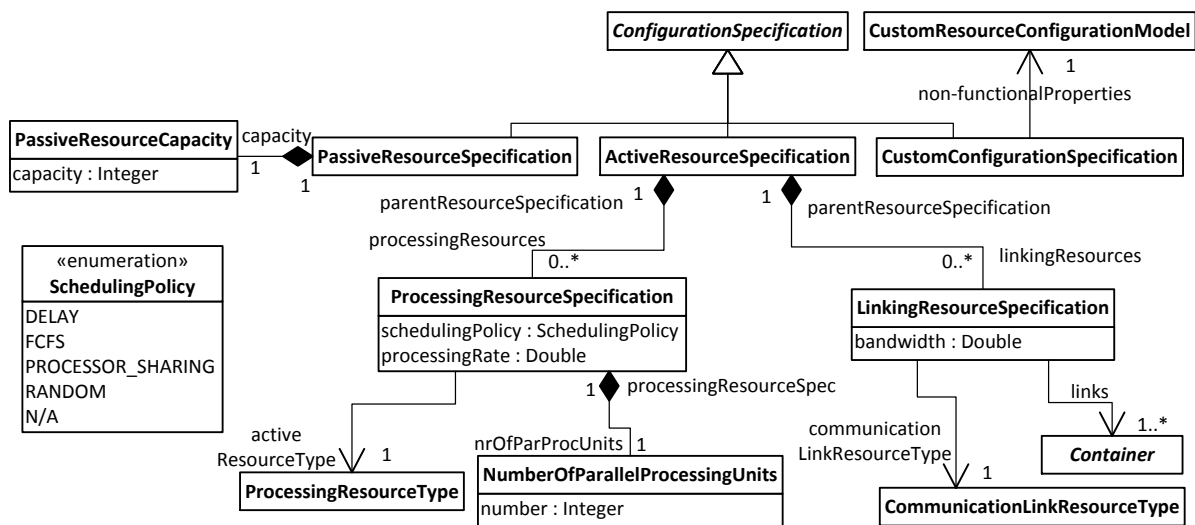 ConfigurationSpecification
CustomResourceConfigurationModel
1
non-functionalProperties
PassiveResourceCapacity
capacity : Integer
capacity
1
1
PassiveResourceSpecification
ActiveResourceSpecification
CustomConfigurationSpecification
1
parentResourceSpecification
1
parentResourceSpecification
processingResources
0..*
0..*
linkingResources
«enumeration»
SchedulingPolicy
DELAY
FCFS
PROCESSOR_SHARING
RANDOM
N/A
ProcessingResourceSpecification
schedulingPolicy : SchedulingPolicy
processingRate : Double
LinkingResourceSpecification
bandwidth : Double
1
processingResourceSpec
links
1..*
active
ResourceType
1
nrOfParProcUnits
1
communication
LinkResourceType
1
Container
ProcessingResourceType
NumberOfParallelProcessingUnits
number : Integer
CommunicationLinkResourceType